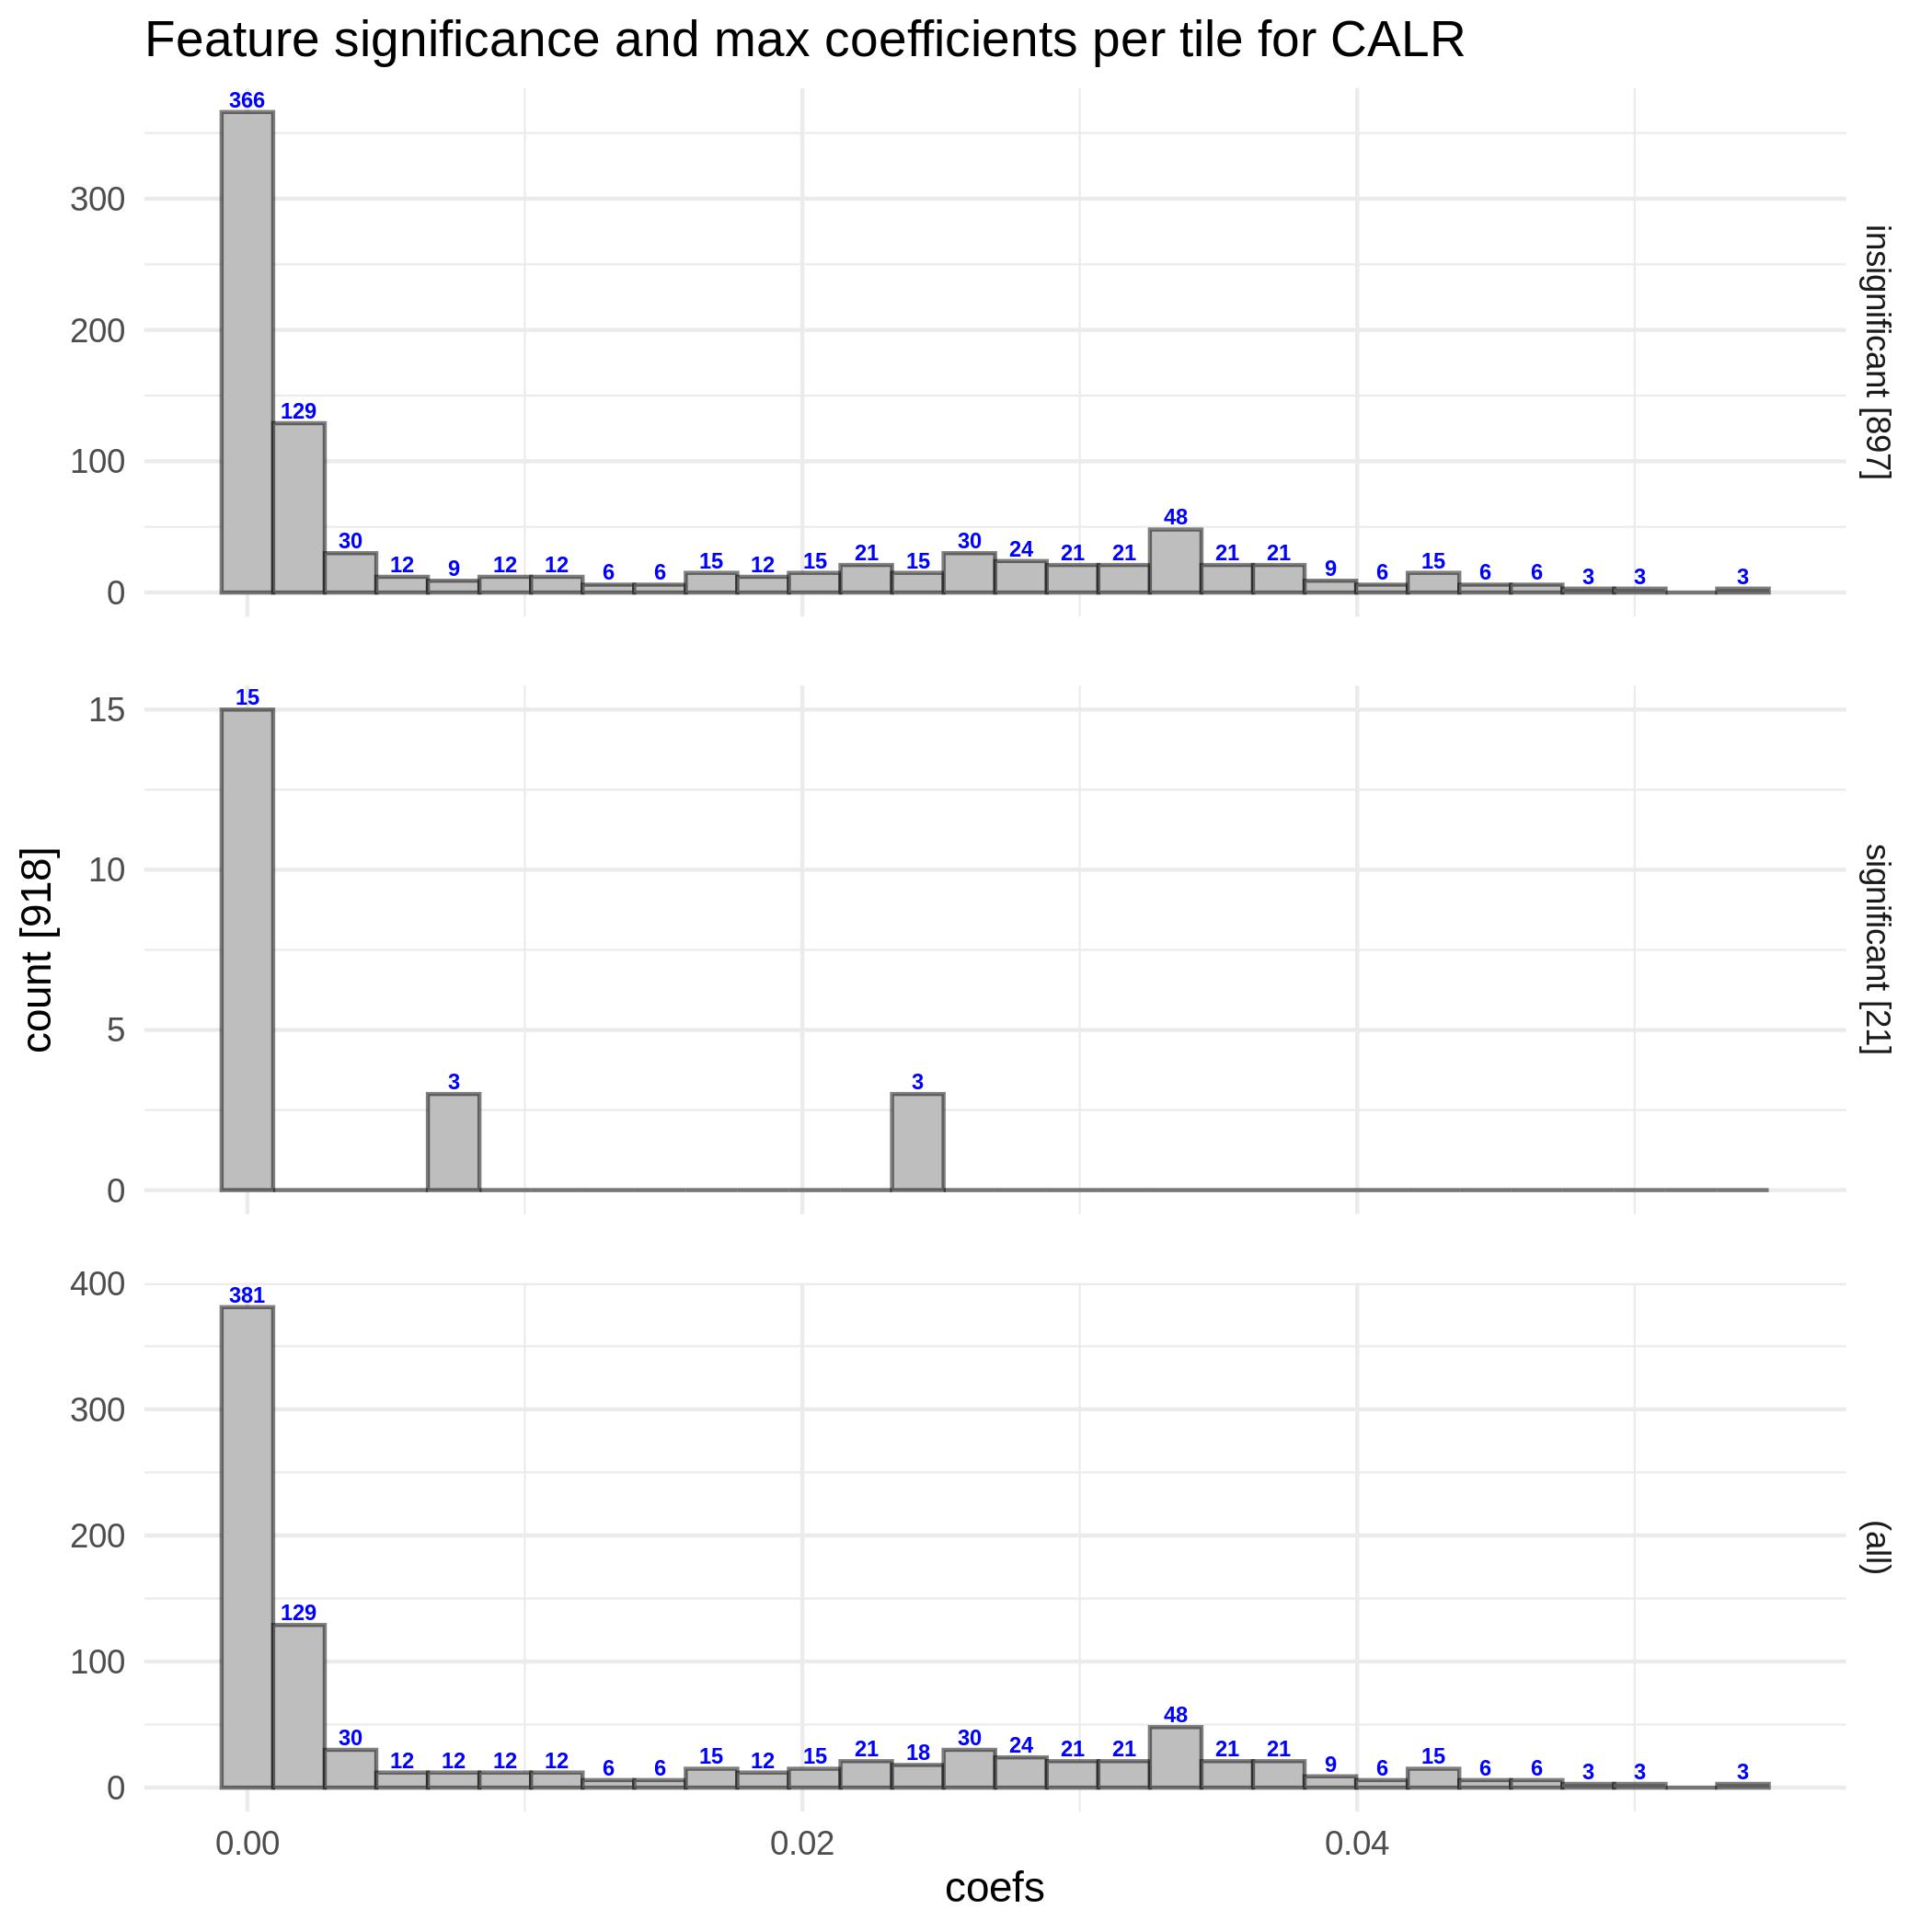 Feature significance and max coefficients per tile for CALR
366
129
30 12 9 12 12 6 6 15 12 15 21 15 30 24 21 21 48 21 21 9 6 15 6 6 3 3 3
300
200
100
0
insignificant [897]
15
3 3
15
10
5
0
significant [21]
count [918]
381
129
30 12 12 12 12 6 6 15 12 15 21 18 30 24 21 21 48 21 21 9 6 15 6 6 3 3 3
400
300
200
100
0
(all)
0.00 0.02 0.04
coefs